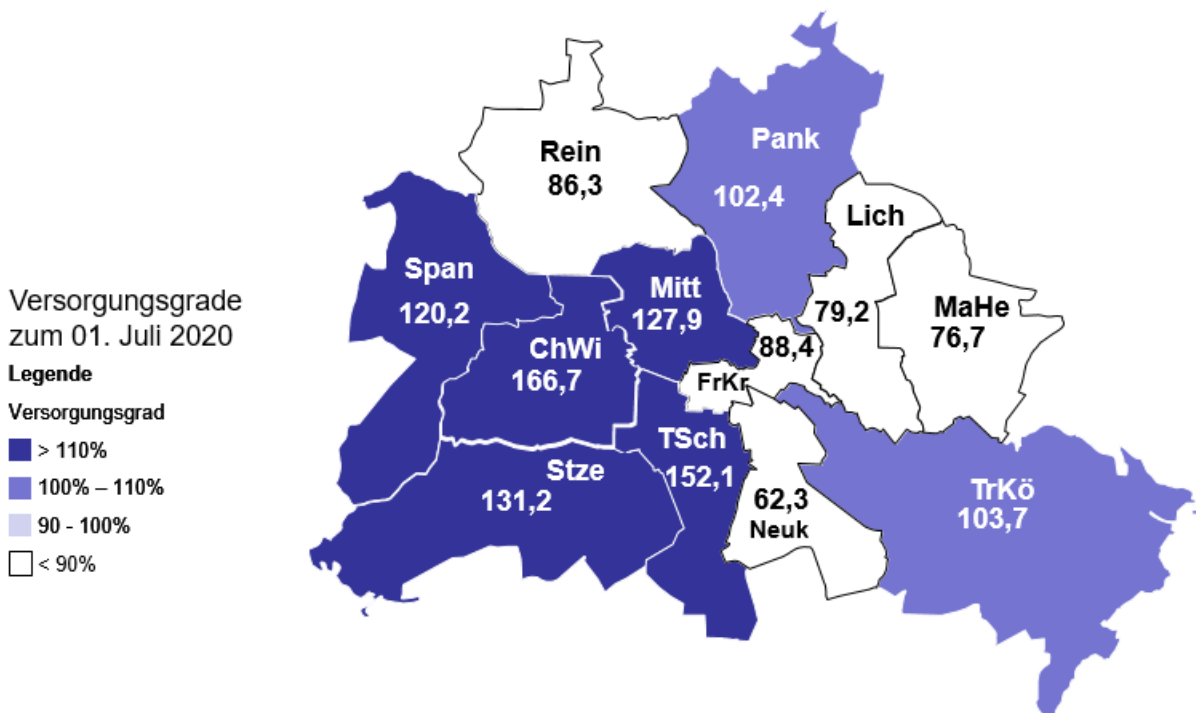 Versorgungsgrade
zum 01. Juli 2020
Legende
Versorgungsgrad
> 110%
100% – 110%
90 - 100%
< 90%
Rein
86,3
Pank
102,4
Lich
79,2
Span
120,2
Mitt
127,9
MaHe
76,7
ChWi
166,7
88,4
FrKr
TSch
152,1
Stze
131,2
62,3
Neuk
TrKö
103,7